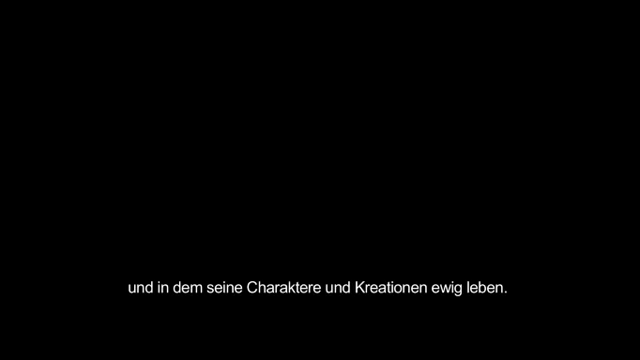 und in dem seine Charaktere und Kreationen ewig leben.